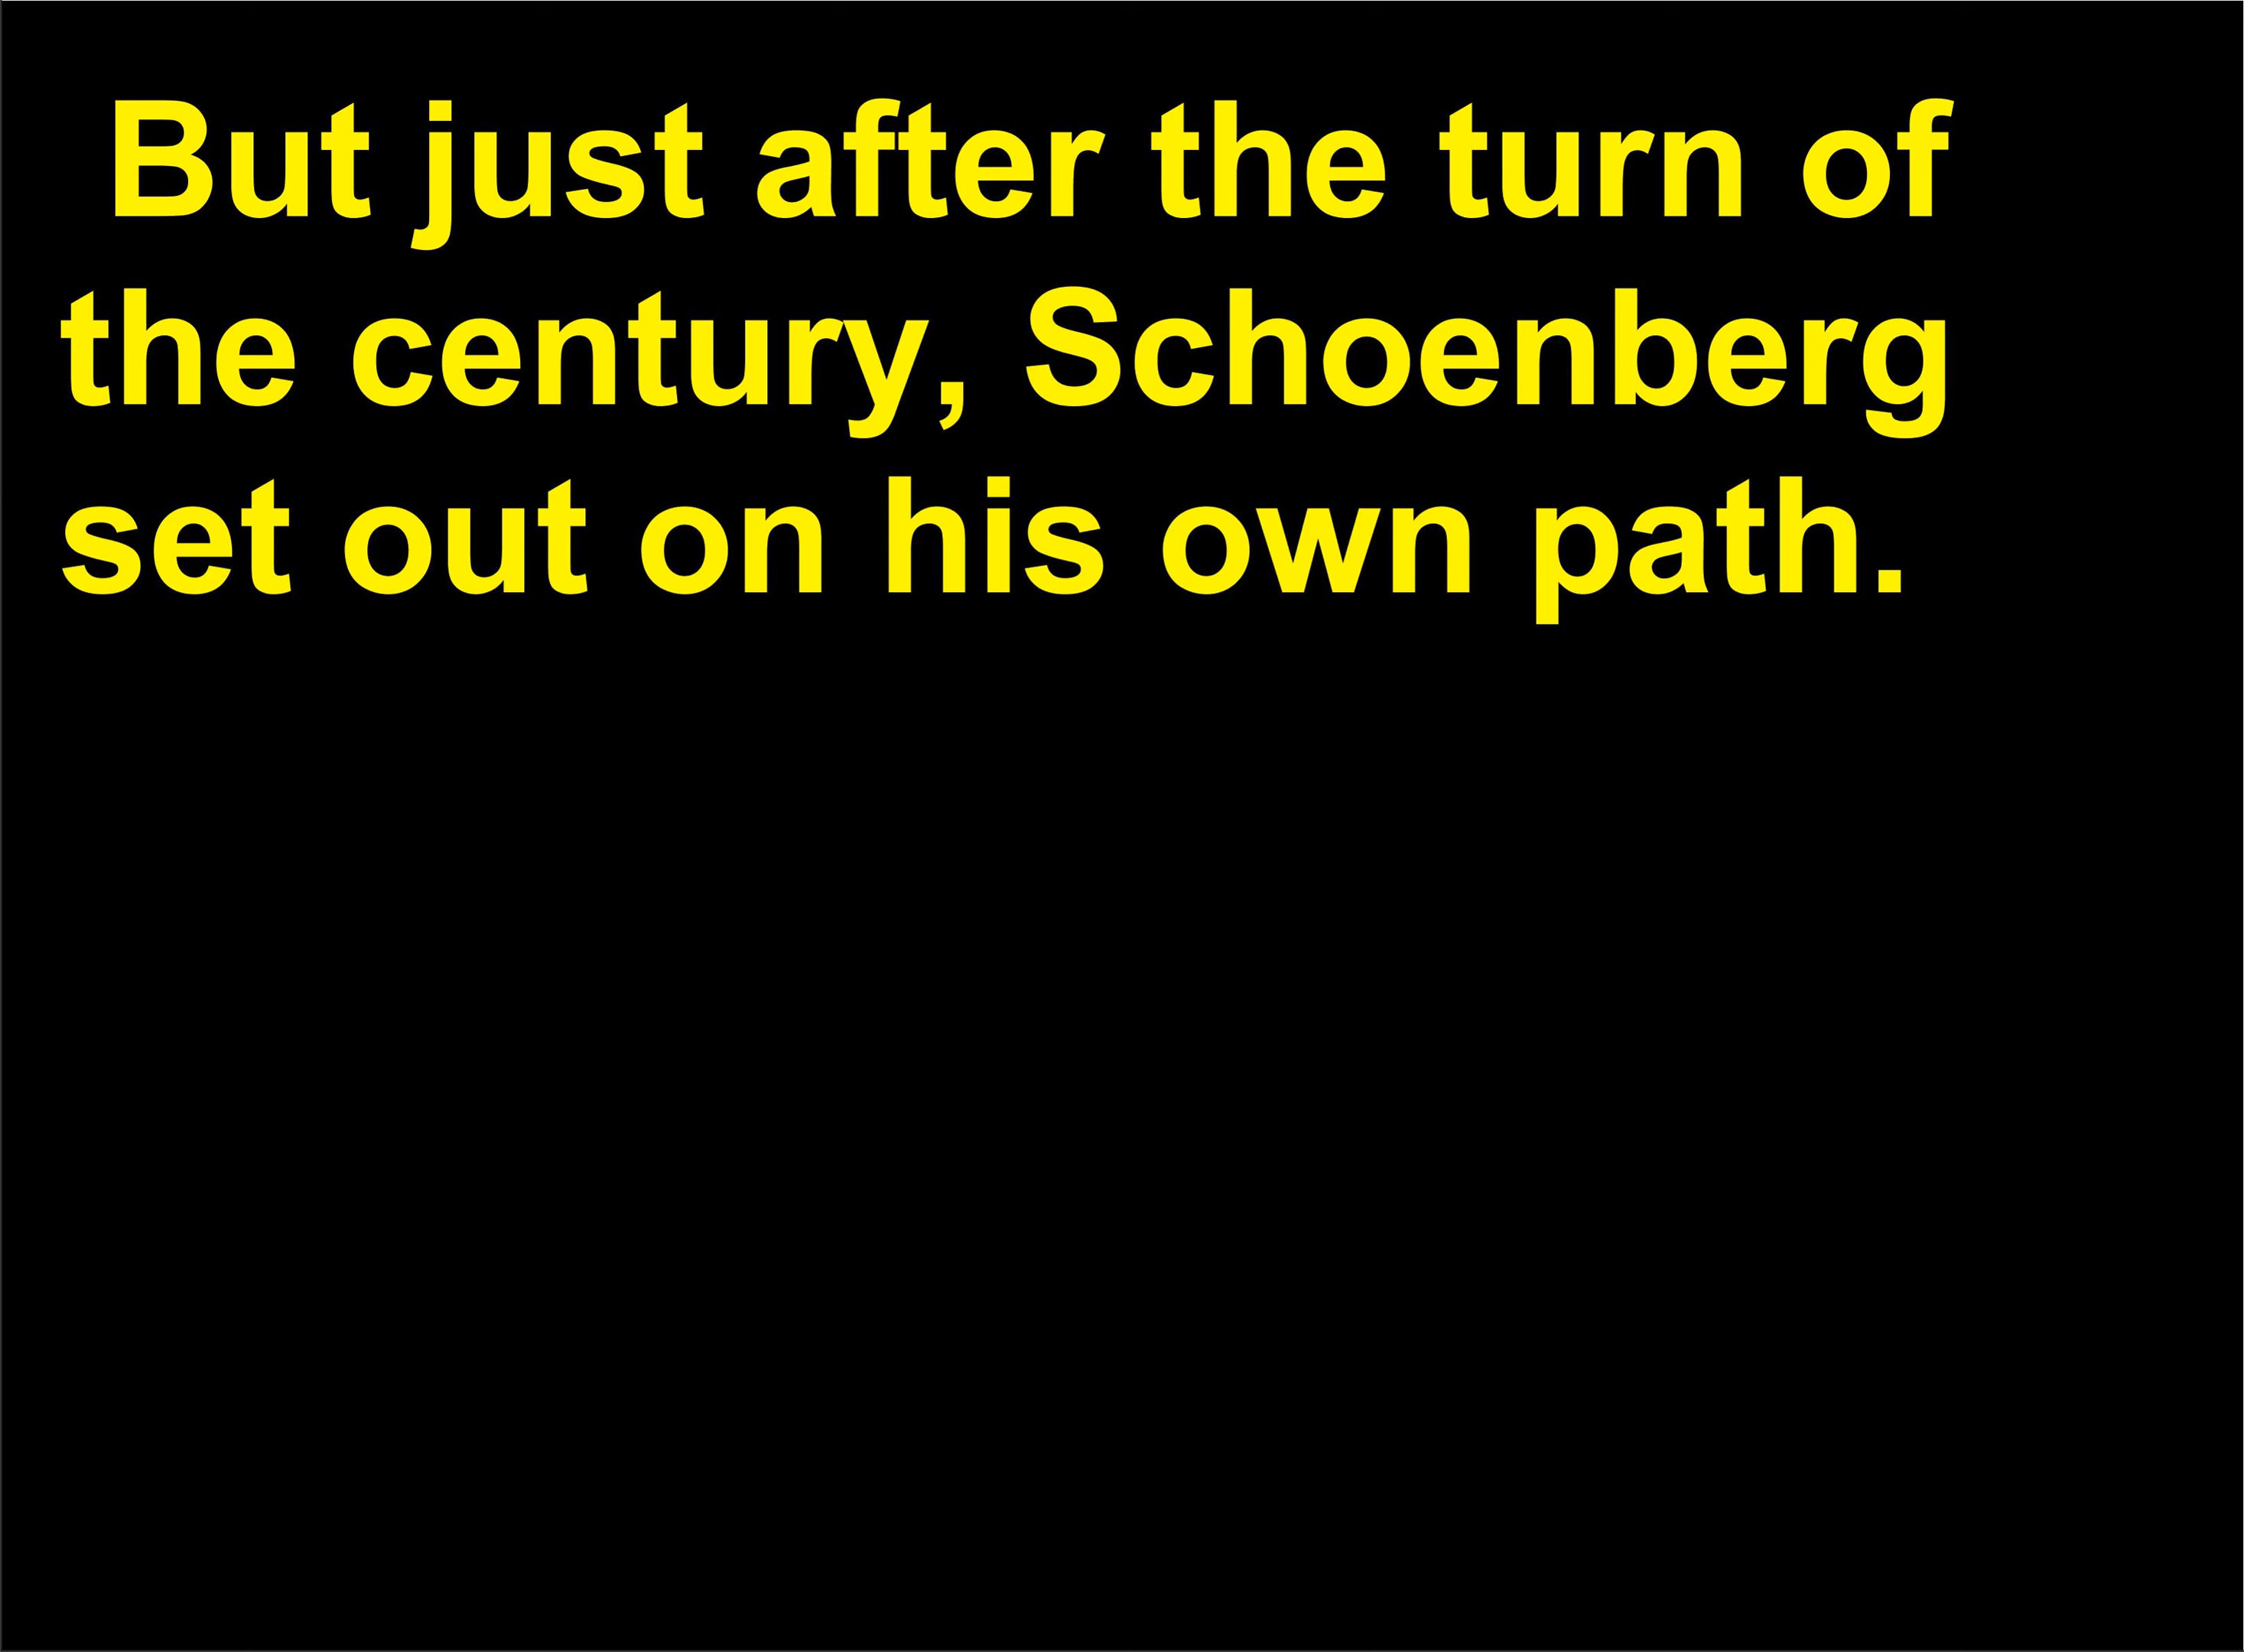 But just after the turn of
the century, Schoenberg
set out on his own path.